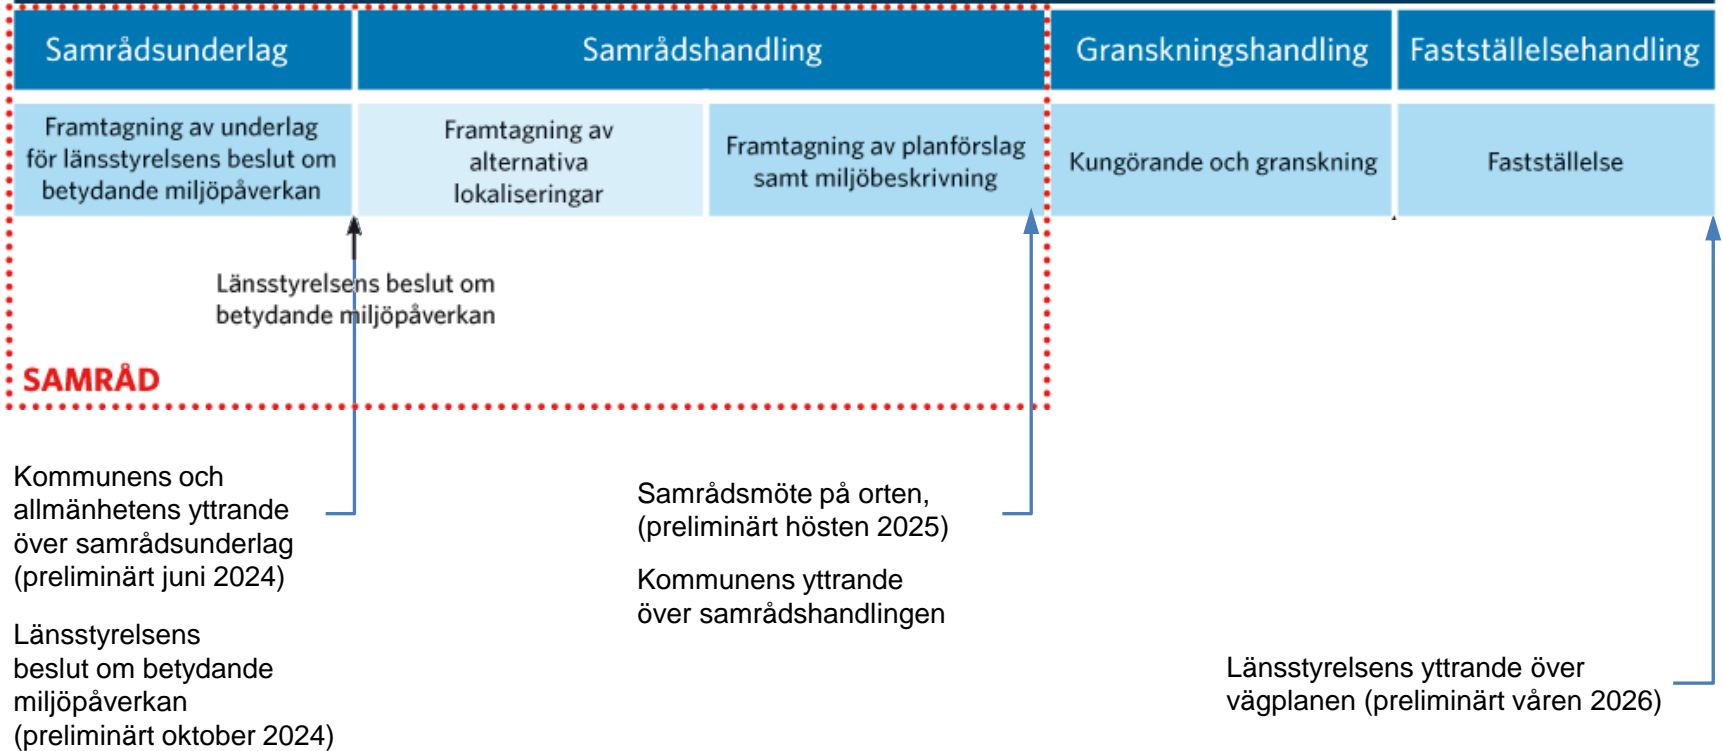 Samrådsunderlag
Samrådshandling
Granskningshandling
Fastställelsehandling
Framtagning av underlag
för länsstyrelsens beslut om
betydande miljöpåverkan
Framtagning av
alternativa
lokaliseringar
Framtagning av planförslag
samt miljöbeskrivning
Kungörande och granskning
Fastställelse
Länsstyrelsens beslut om
betydande miljöpåverkan
SAMRÅD
Kommunens och
allmänhetens yttrande
över samrådsunderlag
(preliminärt juni 2024)
Länsstyrelsens
beslut om betydande
miljöpåverkan
(preliminärt oktober 2024)
Samrådsmöte på orten,
(preliminärt hösten 2025)
Kommunens yttrande
över samrådshandlingen
Länsstyrelsens yttrande över
vägplanen (preliminärt våren 2026)